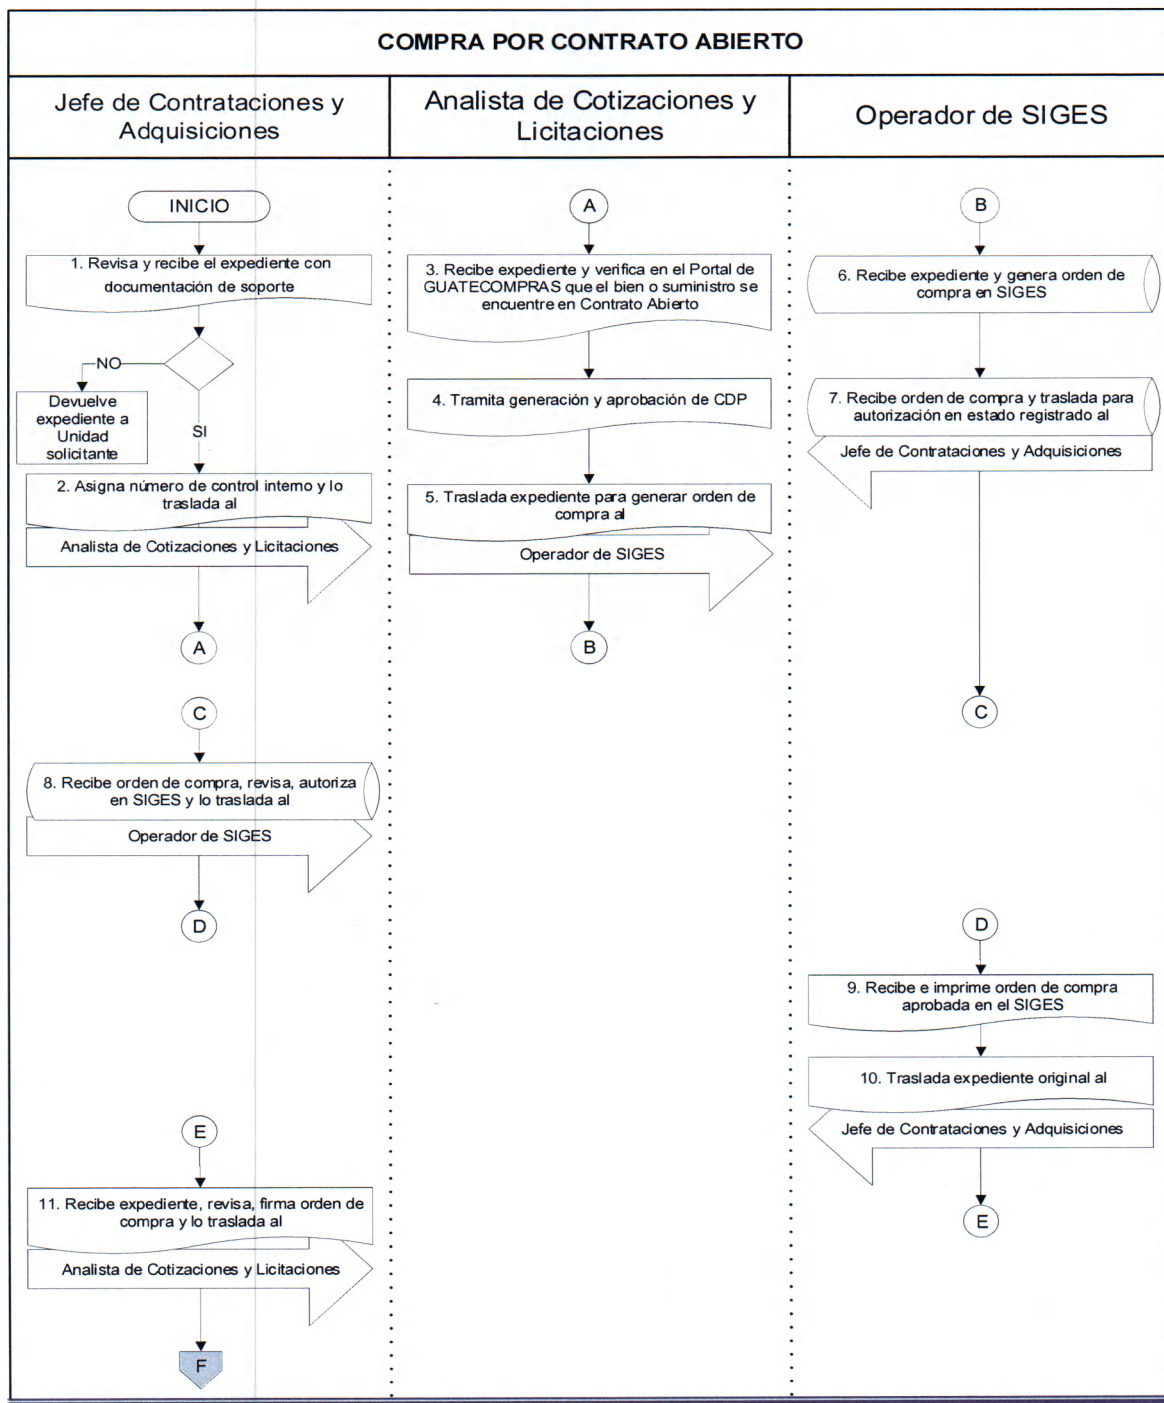 COMPRA POR CONTRATO ABIERTO
Jefe de Contrataciones y
Adquisiciones
Analista de Cotizaciones y
Licitaciones
Operador de SIGES
INICIO
1. Revisa y recibe el expediente con
documentación de soporte
NO
Devuelve
expediente a
Unidad
solicitante
SI
2. Asigna número de control interno y lo
traslada al
Analista de Cotizaciones y Licitaciones
A
A
3. Recibe expediente y verifica en el Portal de
GUATECOMPRAS que el bien o suministro se
encuentre en Contrato Abierto
4. Tramita generación y aprobación de CDP
5. Traslada expediente para generar orden de
compra al
Operador de SIGES
B
B
6. Recibe expediente y genera orden de
compra en SIGES
7. Recibe orden de compra y traslada para
autorización en estado registrado al
Jefe de Contrataciones y Adquisiciones
C
C
8. Recibe orden de compra, revisa, autoriza
en SIGES y lo traslada al
Operador de SIGES
D
D
9. Recibe e imprime orden de compra
aprobada en el SIGES
10. Traslada expediente original al
Jefe de Contrataciones y Adquisiciones
E
E
11. Recibe expediente, revisa, firma orden de
compra y lo traslada al
Analista de Cotizaciones y Licitaciones
F